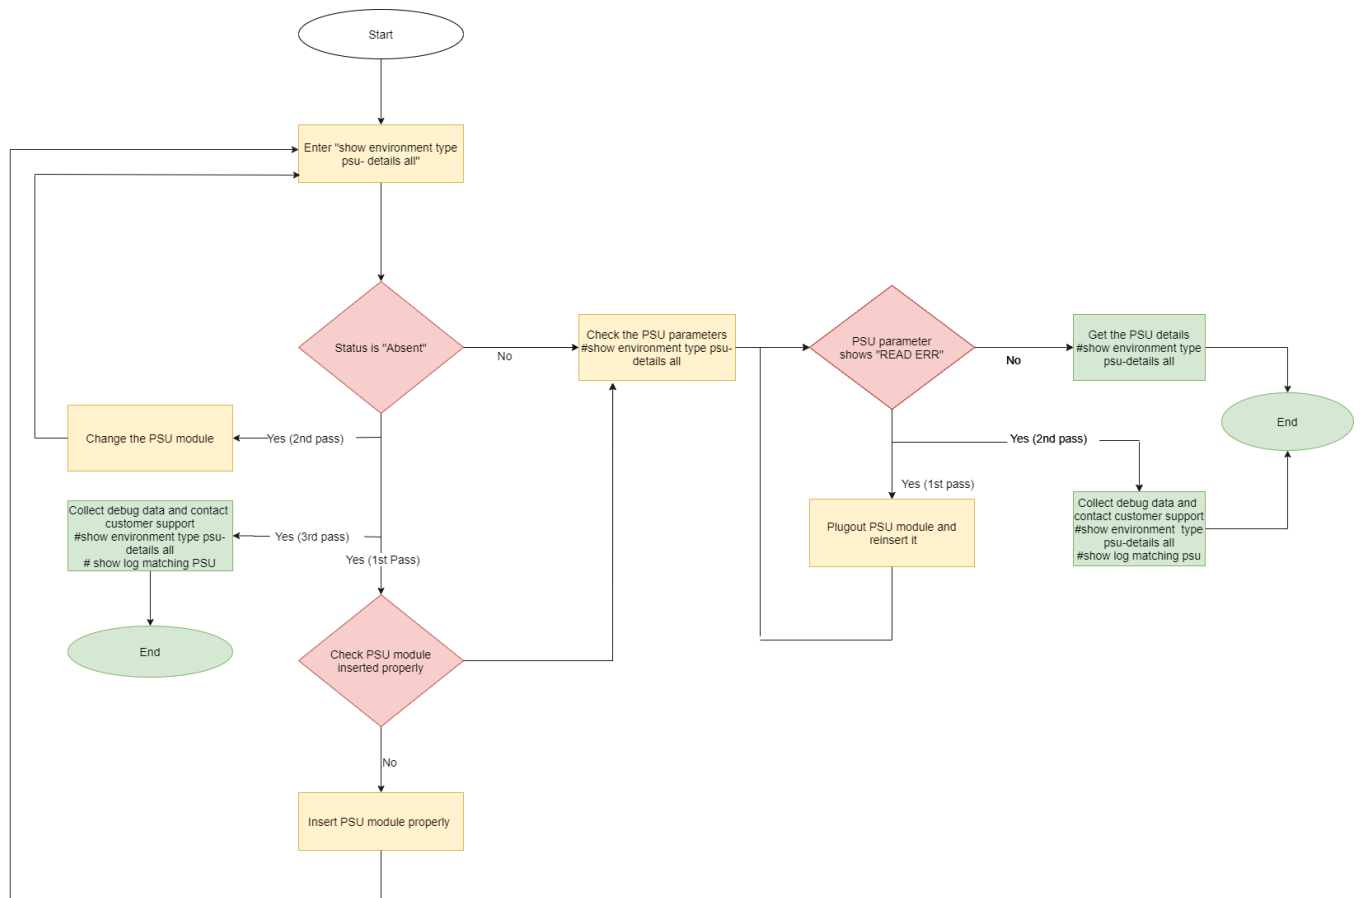 Start
Enter "show environment type
psu- details all"
Status is "Absent"
No
Check the PSU parameters
#show environment type psu-
details all
PSU parameter
shows "READ ERR"
No
Get the PSU details
#show environment type
psu-details all
End
Change the PSU module
Yes (2nd pass)
Yes (2nd pass)
Yes (1st pass)
Plugout PSU module and
reinsert it
Collect debug data and
contact customer support
#show environment  type
psu-details all
#show log matching psu
Collect debug data and contact
customer support
#show environment type psu-
details all
# show log matching PSU
Yes (3rd pass)
Yes (1st Pass)
End
Check PSU module
inserted properly
No
Insert PSU module properly